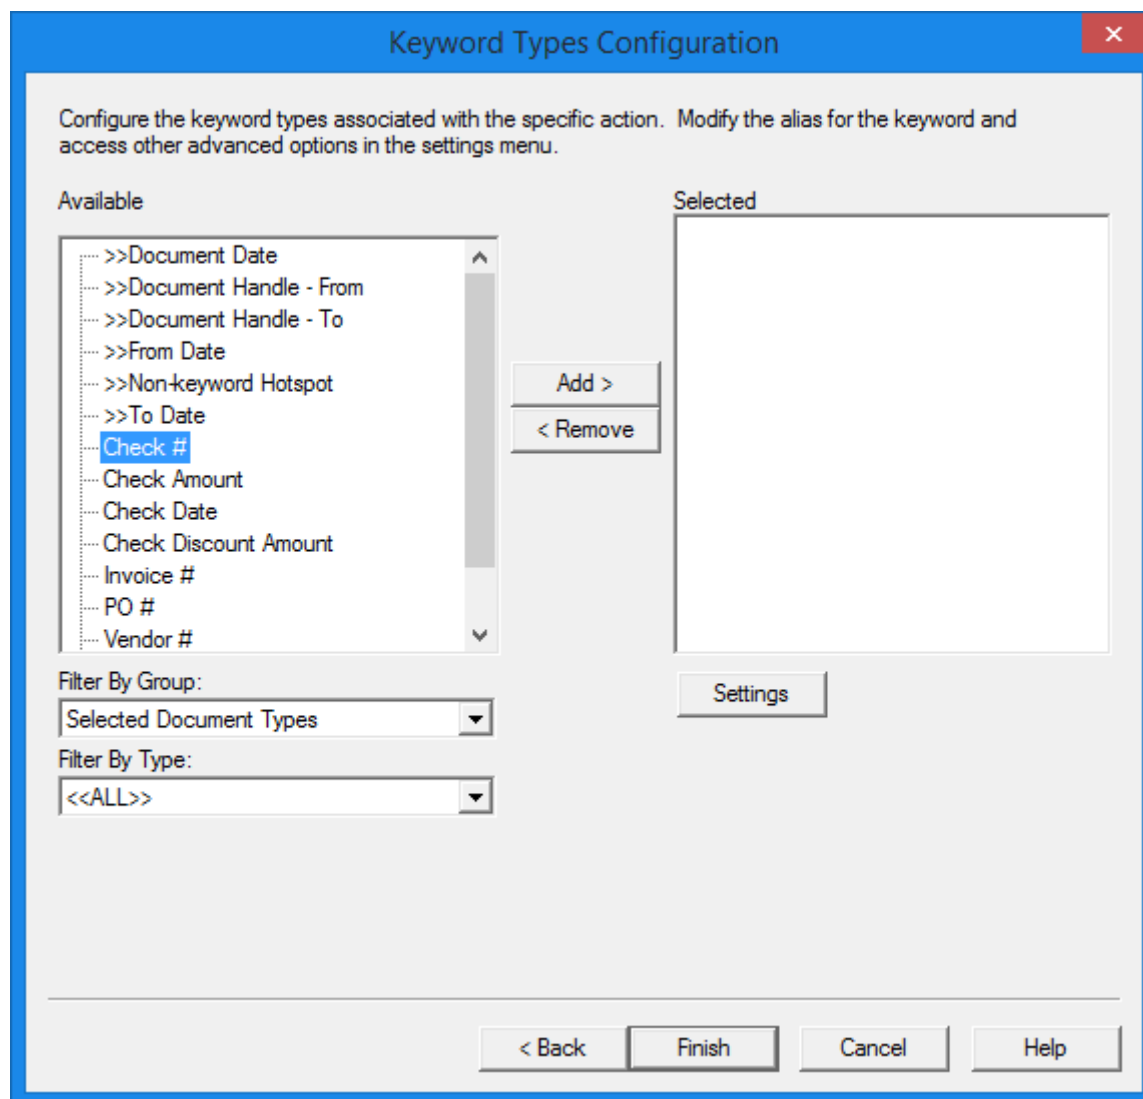 Keyword Types Configuration
Configure the keyword types associated with the specific action.  Modify the alias for the keyword and
access other advanced options in the settings menu.
Available
Selected
>>Document Date
>>Document Handle - From
>>Document Handle - To
>>From Date
>>Non-keyword Hotspot
>>To Date
Check #
Check Amount
Check Date
Check Discount Amount
Invoice #
PO #
Vendor #
Add >
< Remove
Filter By Group:
Selected Document Types
Settings
Filter By Type:
<<ALL>>
< Back
Finish
Cancel
Help